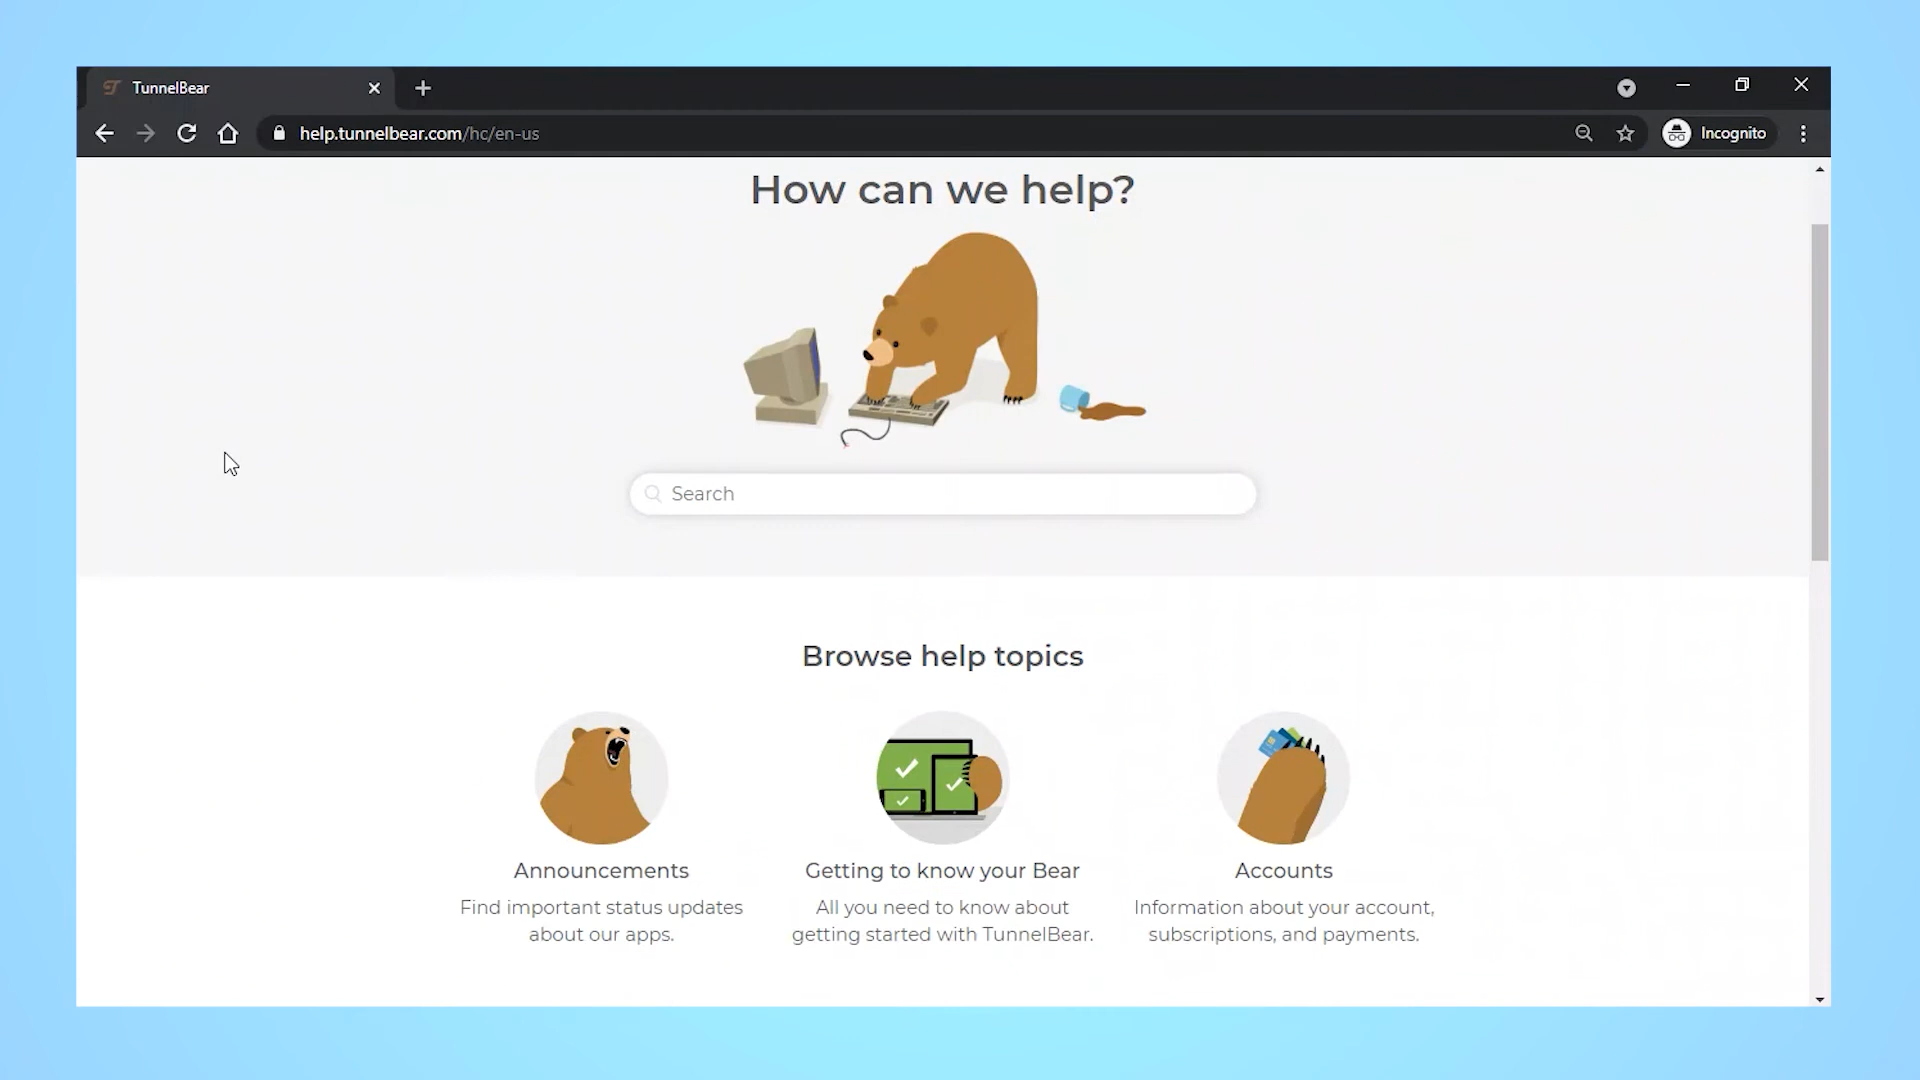 TunnelBear
help.tunnelbear.com/hc/en-us
Incognito
How can we help?
Search
Browse help topics
Announcements
Find important status updates
about our apps.
Getting to know your Bear
All you need to know about
getting started with TunnelBear.
Accounts
Information about your account,
subscriptions, and payments.